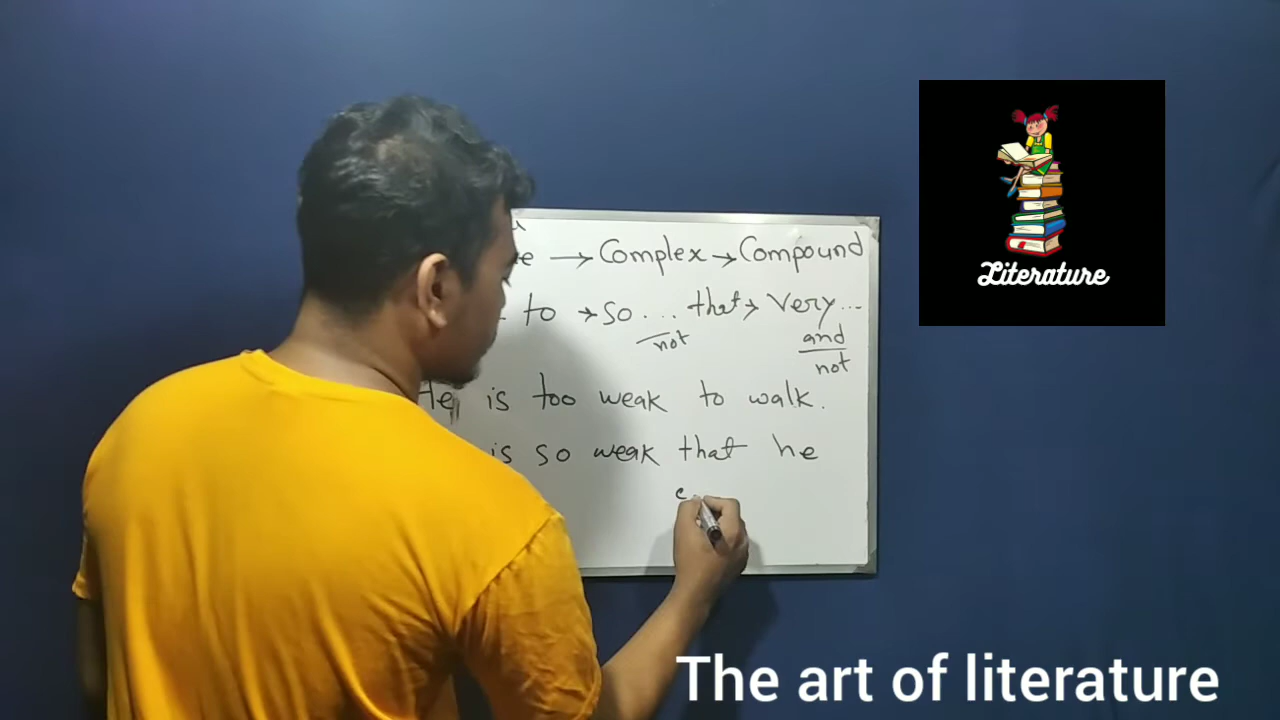 → Complex → Compound
to → so ... that → Very...
not
and
not
He is too weak to walk.
is so weak that he
Literature
The art of literature